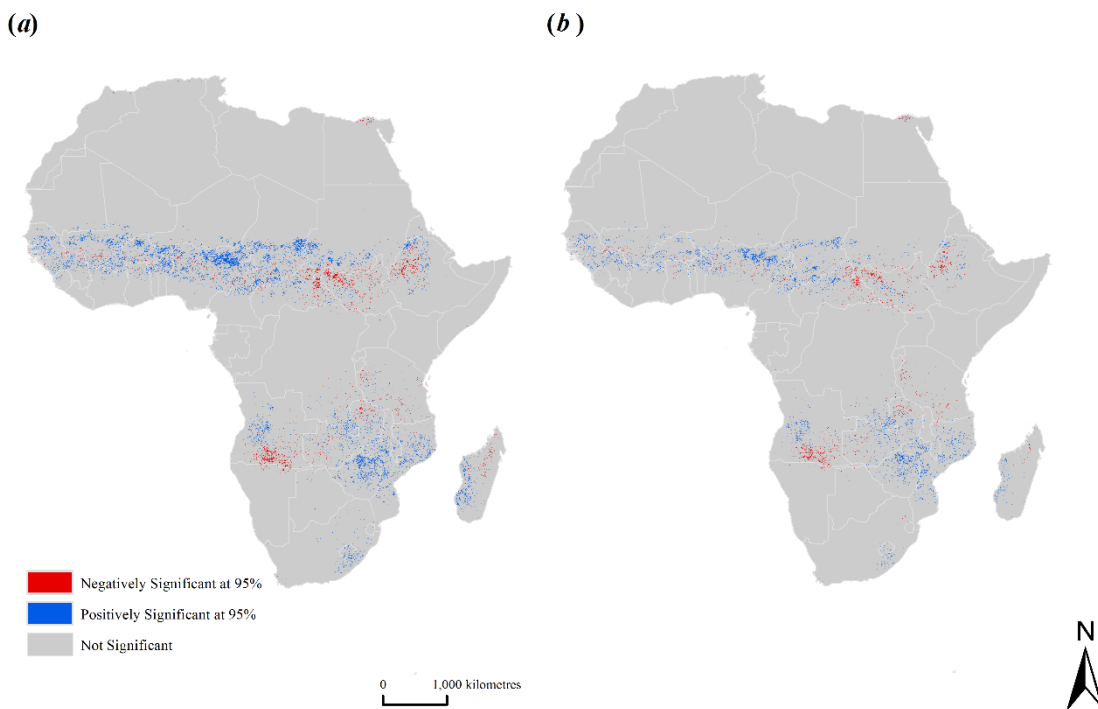 (a)
(b )
Negatively Significant at 95%
Positively Significant at 95%
Not Significant
0 1,000 kilometres
N